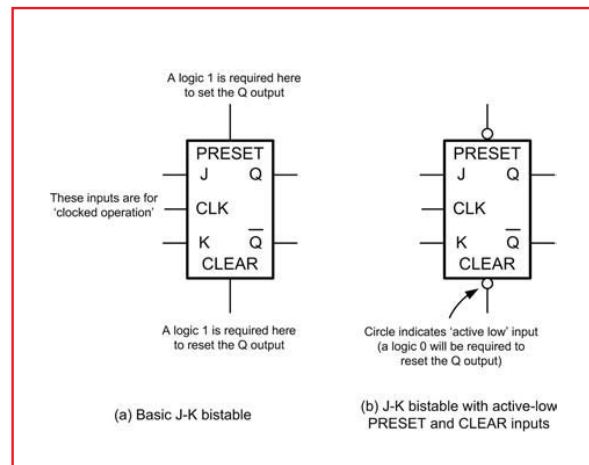 A logic 1 is required here
to set the Q output
PRESET
J Q
CLK
K Q̅
CLEAR
These inputs are for
'clocked operation'
A logic 1 is required here
to reset the Q output
(a) Basic J-K bistable
PRESET
J Q
CLK
K Q̅
CLEAR
Circle indicates 'active low' input
(a logic 0 will be required to
reset the Q output)
(b) J-K bistable with active-low
PRESET and CLEAR inputs